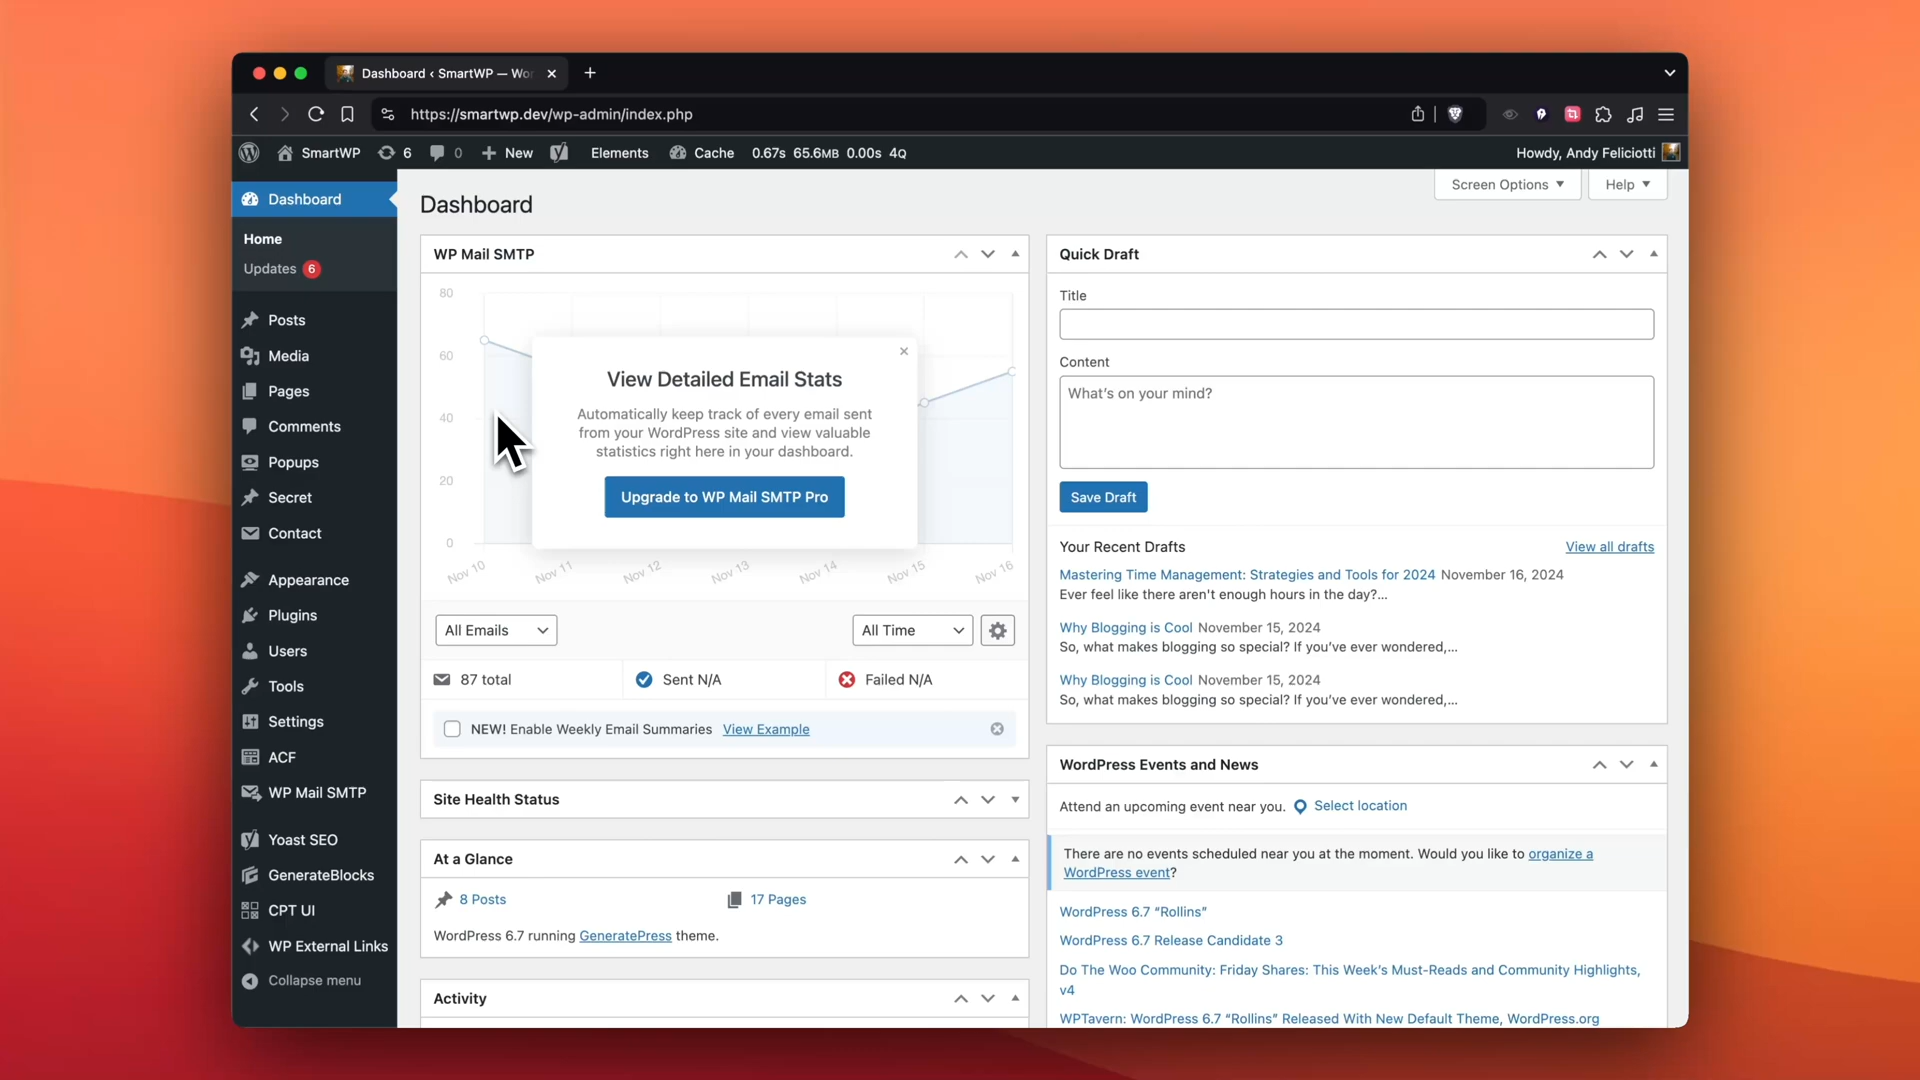 Dashboard ‹ SmartWP — Wor
https://smartwp.dev/wp-admin/index.php
SmartWP 6 0 New Elements Cache 0.67s 65.6MB 0.00s 4Q
Howdy, Andy Feliciotti
Dashboard
Home
Updates 6
Posts
Media
Pages
Comments
Popups
Secret
Contact
Appearance
Plugins
Users
Tools
Settings
ACF
WP Mail SMTP
Yoast SEO
GenerateBlocks
CPT UI
WP External Links
Collapse menu
Screen Options
Help
Dashboard
WP Mail SMTP
80
60
40
20
0
Nov 10
Nov 11
Nov 12
Nov 13
Nov 14
Nov 15
Nov 16
View Detailed Email Stats
Automatically keep track of every email sent
from your WordPress site and view valuable
statistics right here in your dashboard.
Upgrade to WP Mail SMTP Pro
All Emails
All Time
87 total
Sent N/A
Failed N/A
NEW! Enable Weekly Email Summaries View Example
Site Health Status
At a Glance
8 Posts
17 Pages
WordPress 6.7 running GeneratePress theme.
Activity
Quick Draft
Title
Content
What's on your mind?
Save Draft
Your Recent Drafts
View all drafts
Mastering Time Management: Strategies and Tools for 2024 November 16, 2024
Ever feel like there aren't enough hours in the day?...
Why Blogging is Cool November 15, 2024
So, what makes blogging so special? If you've ever wondered,...
Why Blogging is Cool November 15, 2024
So, what makes blogging so special? If you've ever wondered,...
WordPress Events and News
Attend an upcoming event near you. Select location
There are no events scheduled near you at the moment. Would you like to organize a
WordPress event?
WordPress 6.7 “Rollins”
WordPress 6.7 Release Candidate 3
Do The Woo Community: Friday Shares: This Week's Must-Reads and Community Highlights,
v4
WPTavern: WordPress 6.7 “Rollins” Released With New Default Theme, WordPress.org